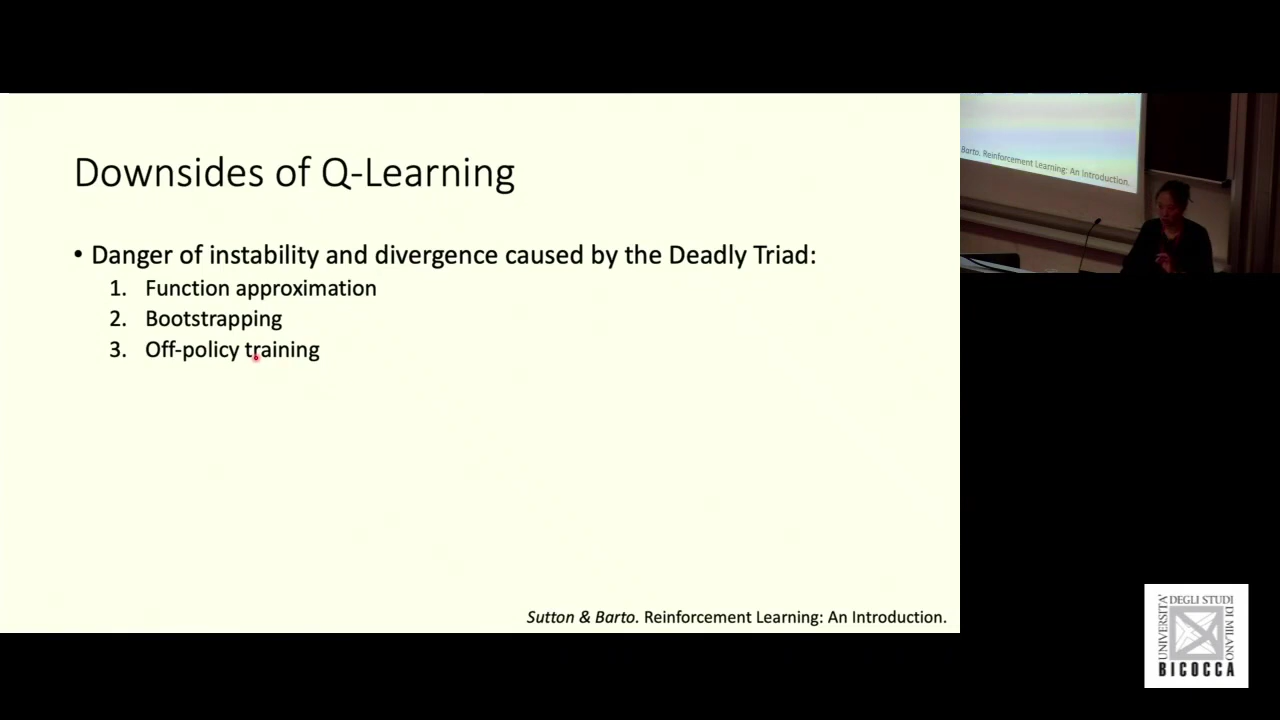 Downsides of Q-Learning
• Danger of instability and divergence caused by the Deadly Triad:
1. Function approximation
2. Bootstrapping
3. Off-policy training
Sutton & Barto. Reinforcement Learning: An Introduction.
Barto. Reinforcement Learning: An Introduction.
UNIVERSITA'
DEGLI STUDI
DI MILANO
BICOCCA